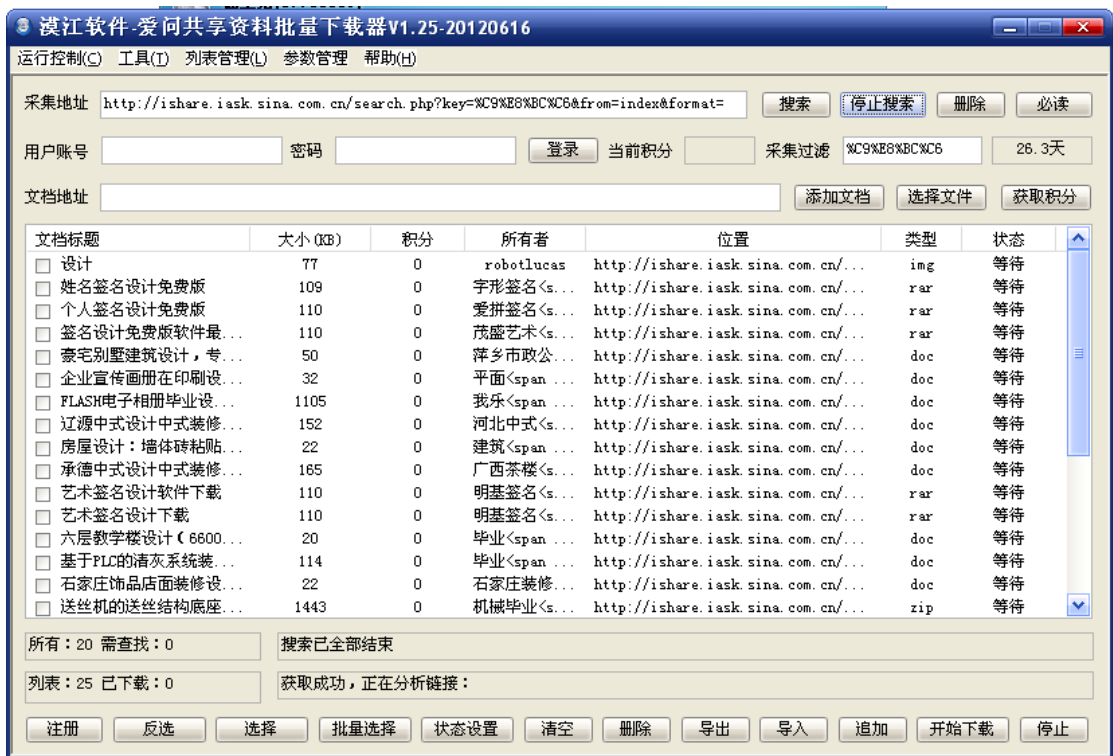 漠江软件-爱问共享资料批量下载器V1.25-20120616
运行控制(C) 工具(T) 列表管理(L) 参数管理 帮助(H)
采集地址 http://ishare.iask.sina.com.cn/search.php?key=%C9%E8%BC%C6&from=index&format= 搜索 停止搜索 删除 必读
用户账号 密码 登录 当前积分 采集过滤 %C9%E8%BC%C6 26.3天
文档地址 添加文档 选择文件 获取积分
文档标题 大小(KB) 积分 所有者 位置 类型 状态
设计 77 0 robotlucas http://ishare.iask.sina.com.cn/... img 等待
姓名签名设计免费版 109 0 字形签名<s... http://ishare.iask.sina.com.cn/... rar 等待
个人签名设计免费版 110 0 爱拼签名<s... http://ishare.iask.sina.com.cn/... rar 等待
签名设计免费版软件最... 110 0 茂盛艺术<s... http://ishare.iask.sina.com.cn/... rar 等待
豪宅别墅建筑设计，专... 50 0 萍乡市政公... http://ishare.iask.sina.com.cn/... doc 等待
企业宣传画册在印刷设... 32 0 平面<span ... http://ishare.iask.sina.com.cn/... doc 等待
FLASH电子相册毕业设... 1105 0 我乐<span ... http://ishare.iask.sina.com.cn/... doc 等待
辽源中式设计中式装修... 152 0 河北中式<s... http://ishare.iask.sina.com.cn/... doc 等待
房屋设计：墙体砖粘贴... 22 0 建筑<span ... http://ishare.iask.sina.com.cn/... doc 等待
承德中式设计中式装修... 165 0 广西茶楼<s... http://ishare.iask.sina.com.cn/... doc 等待
艺术签名设计软件下载 110 0 明基签名<s... http://ishare.iask.sina.com.cn/... rar 等待
艺术签名设计下载 110 0 明基签名<s... http://ishare.iask.sina.com.cn/... rar 等待
六层教学楼设计（6600... 20 0 毕业<span ... http://ishare.iask.sina.com.cn/... doc 等待
基于PLC的清灰系统装... 114 0 毕业<span ... http://ishare.iask.sina.com.cn/... doc 等待
石家庄饰品店面装修设... 22 0 石家庄装修... http://ishare.iask.sina.com.cn/... doc 等待
送丝机的送丝结构底座... 1443 0 机械毕业<s... http://ishare.iask.sina.com.cn/... zip 等待
所有：20 需查找：0 搜索已全部结束
列表：25 已下载：0 获取成功，正在分析链接：
注册 反选 选择 批量选择 状态设置 清空 删除 导出 导入 追加 开始下载 停止